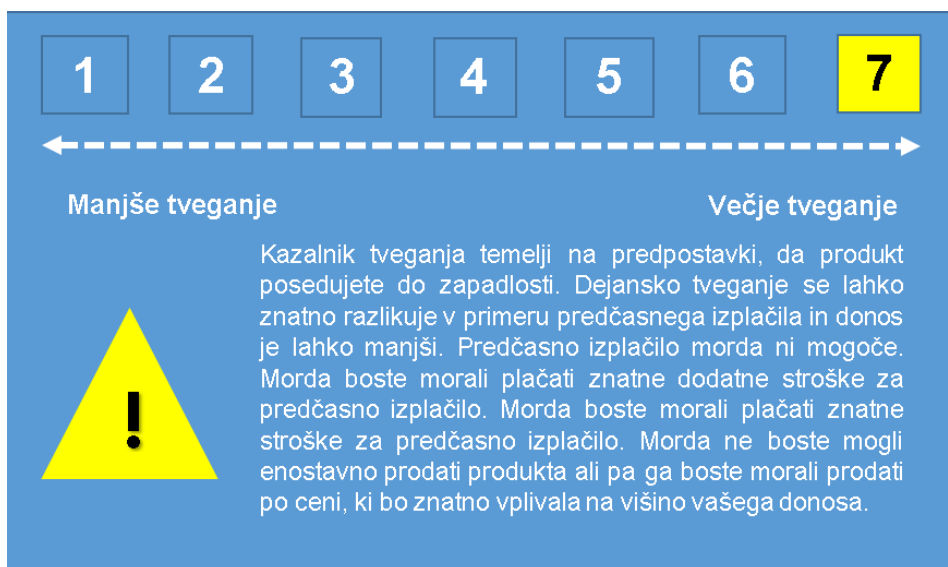 1 2 3 4 5 6 7
Manjše tveganje Večje tveganje
Kazalnik tveganja temelji na predpostavki, da produkt
posedujete do zapadlosti. Dejansko tveganje se lahko
znatno razlikuje v primeru predčasnega izplačila in donos
je lahko manjši. Predčasno izplačilo morda ni mogoče.
Morda boste morali plačati znatne dodatne stroške za
predčasno izplačilo. Morda boste morali plačati znatne
stroške za predčasno izplačilo. Morda ne boste mogli
enostavno prodati produkta ali pa ga boste morali prodati
po ceni, ki bo znatno vplivala na višino vašega donosa.
!